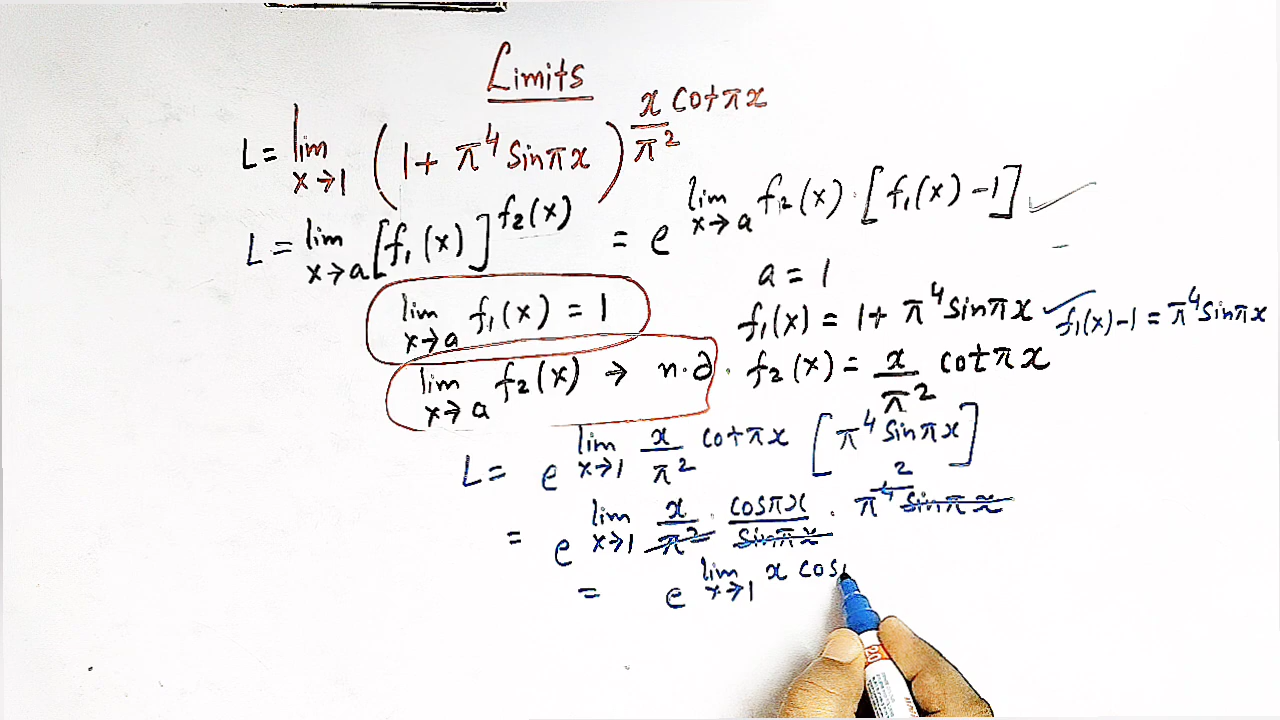 Limits
L = lim x→1 (1 + π⁴ sinπx)^(x/π² cotπx)
L = lim x→a [f₁(x)]^f₂(x) = e^(lim x→a f₂(x) · [f₁(x) - 1]) ✓
a = 1
lim x→a f₁(x) = 1
f₁(x) = 1 + π⁴ sinπx ✓ f₁(x) - 1 = π⁴ sinπx
lim x→a f₂(x) → n.d.
f₂(x) = x/π² cotπx
L = e^(lim x→1 x/π² cotπx [π⁴ sinπx])
= e^(lim x→1 x/π² · cosπx/sinπx · π⁴ 2 sinπx)
= e^(lim x→1 x cos